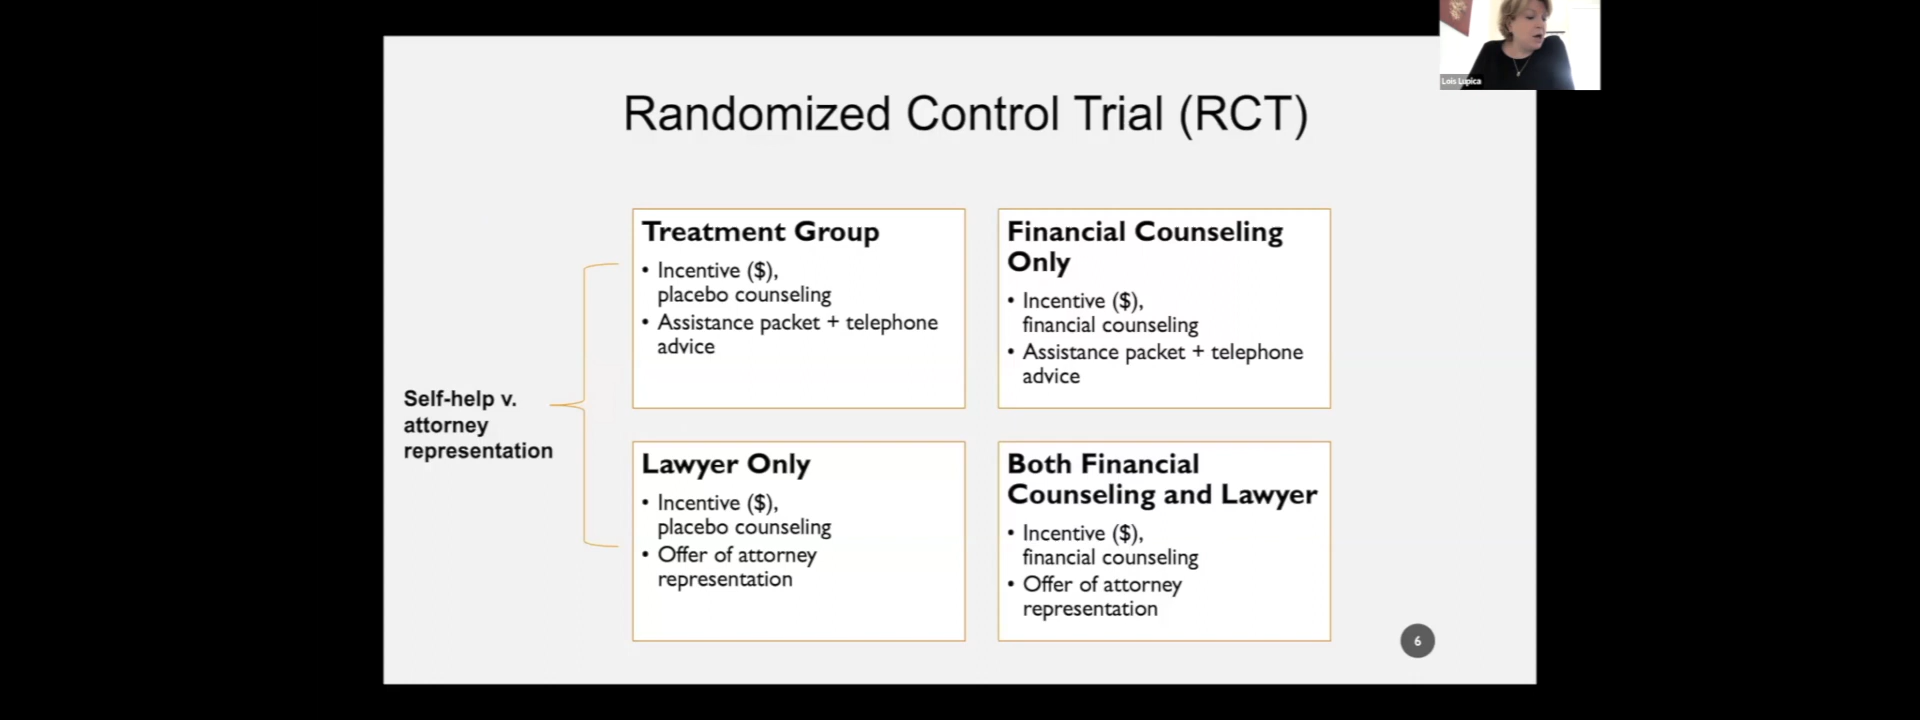 Lois Lupica
Randomized Control Trial (RCT)
Self-help v.
attorney
representation
Treatment Group
• Incentive ($),
placebo counseling
• Assistance packet + telephone
advice
Financial Counseling
Only
• Incentive ($),
financial counseling
• Assistance packet + telephone
advice
Lawyer Only
• Incentive ($),
placebo counseling
• Offer of attorney
representation
Both Financial
Counseling and Lawyer
• Incentive ($),
financial counseling
• Offer of attorney
representation
6